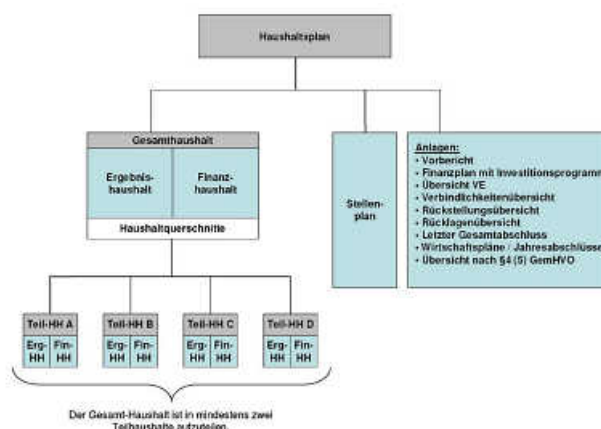 Haushaltsplan
Gesamthaushalt
Ergebnis-
haushalt
Finanz-
haushalt
Haushaltquerschnitte
Stellen-
plan
Anlagen:
• Vorbericht
• Finanzplan mit Investitionsprogramm
• Übersicht VE
• Verbindlichkeitenübersicht
• Rückstellungsübersicht
• Rücklagenübersicht
• Letzter Gesamtabschluss
• Wirtschaftspläne / Jahresabschlüsse
• Übersicht nach §4 (5) GemHVO
Teil-HH A
Erg-
HH
Fin-
HH
Teil-HH B
Erg-
HH
Fin-
HH
Teil-HH C
Erg-
HH
Fin-
HH
Teil-HH D
Erg-
HH
Fin-
HH
Der Gesamt-Haushalt ist in mindestens zwei
Teilhaushalte aufzuteilen.